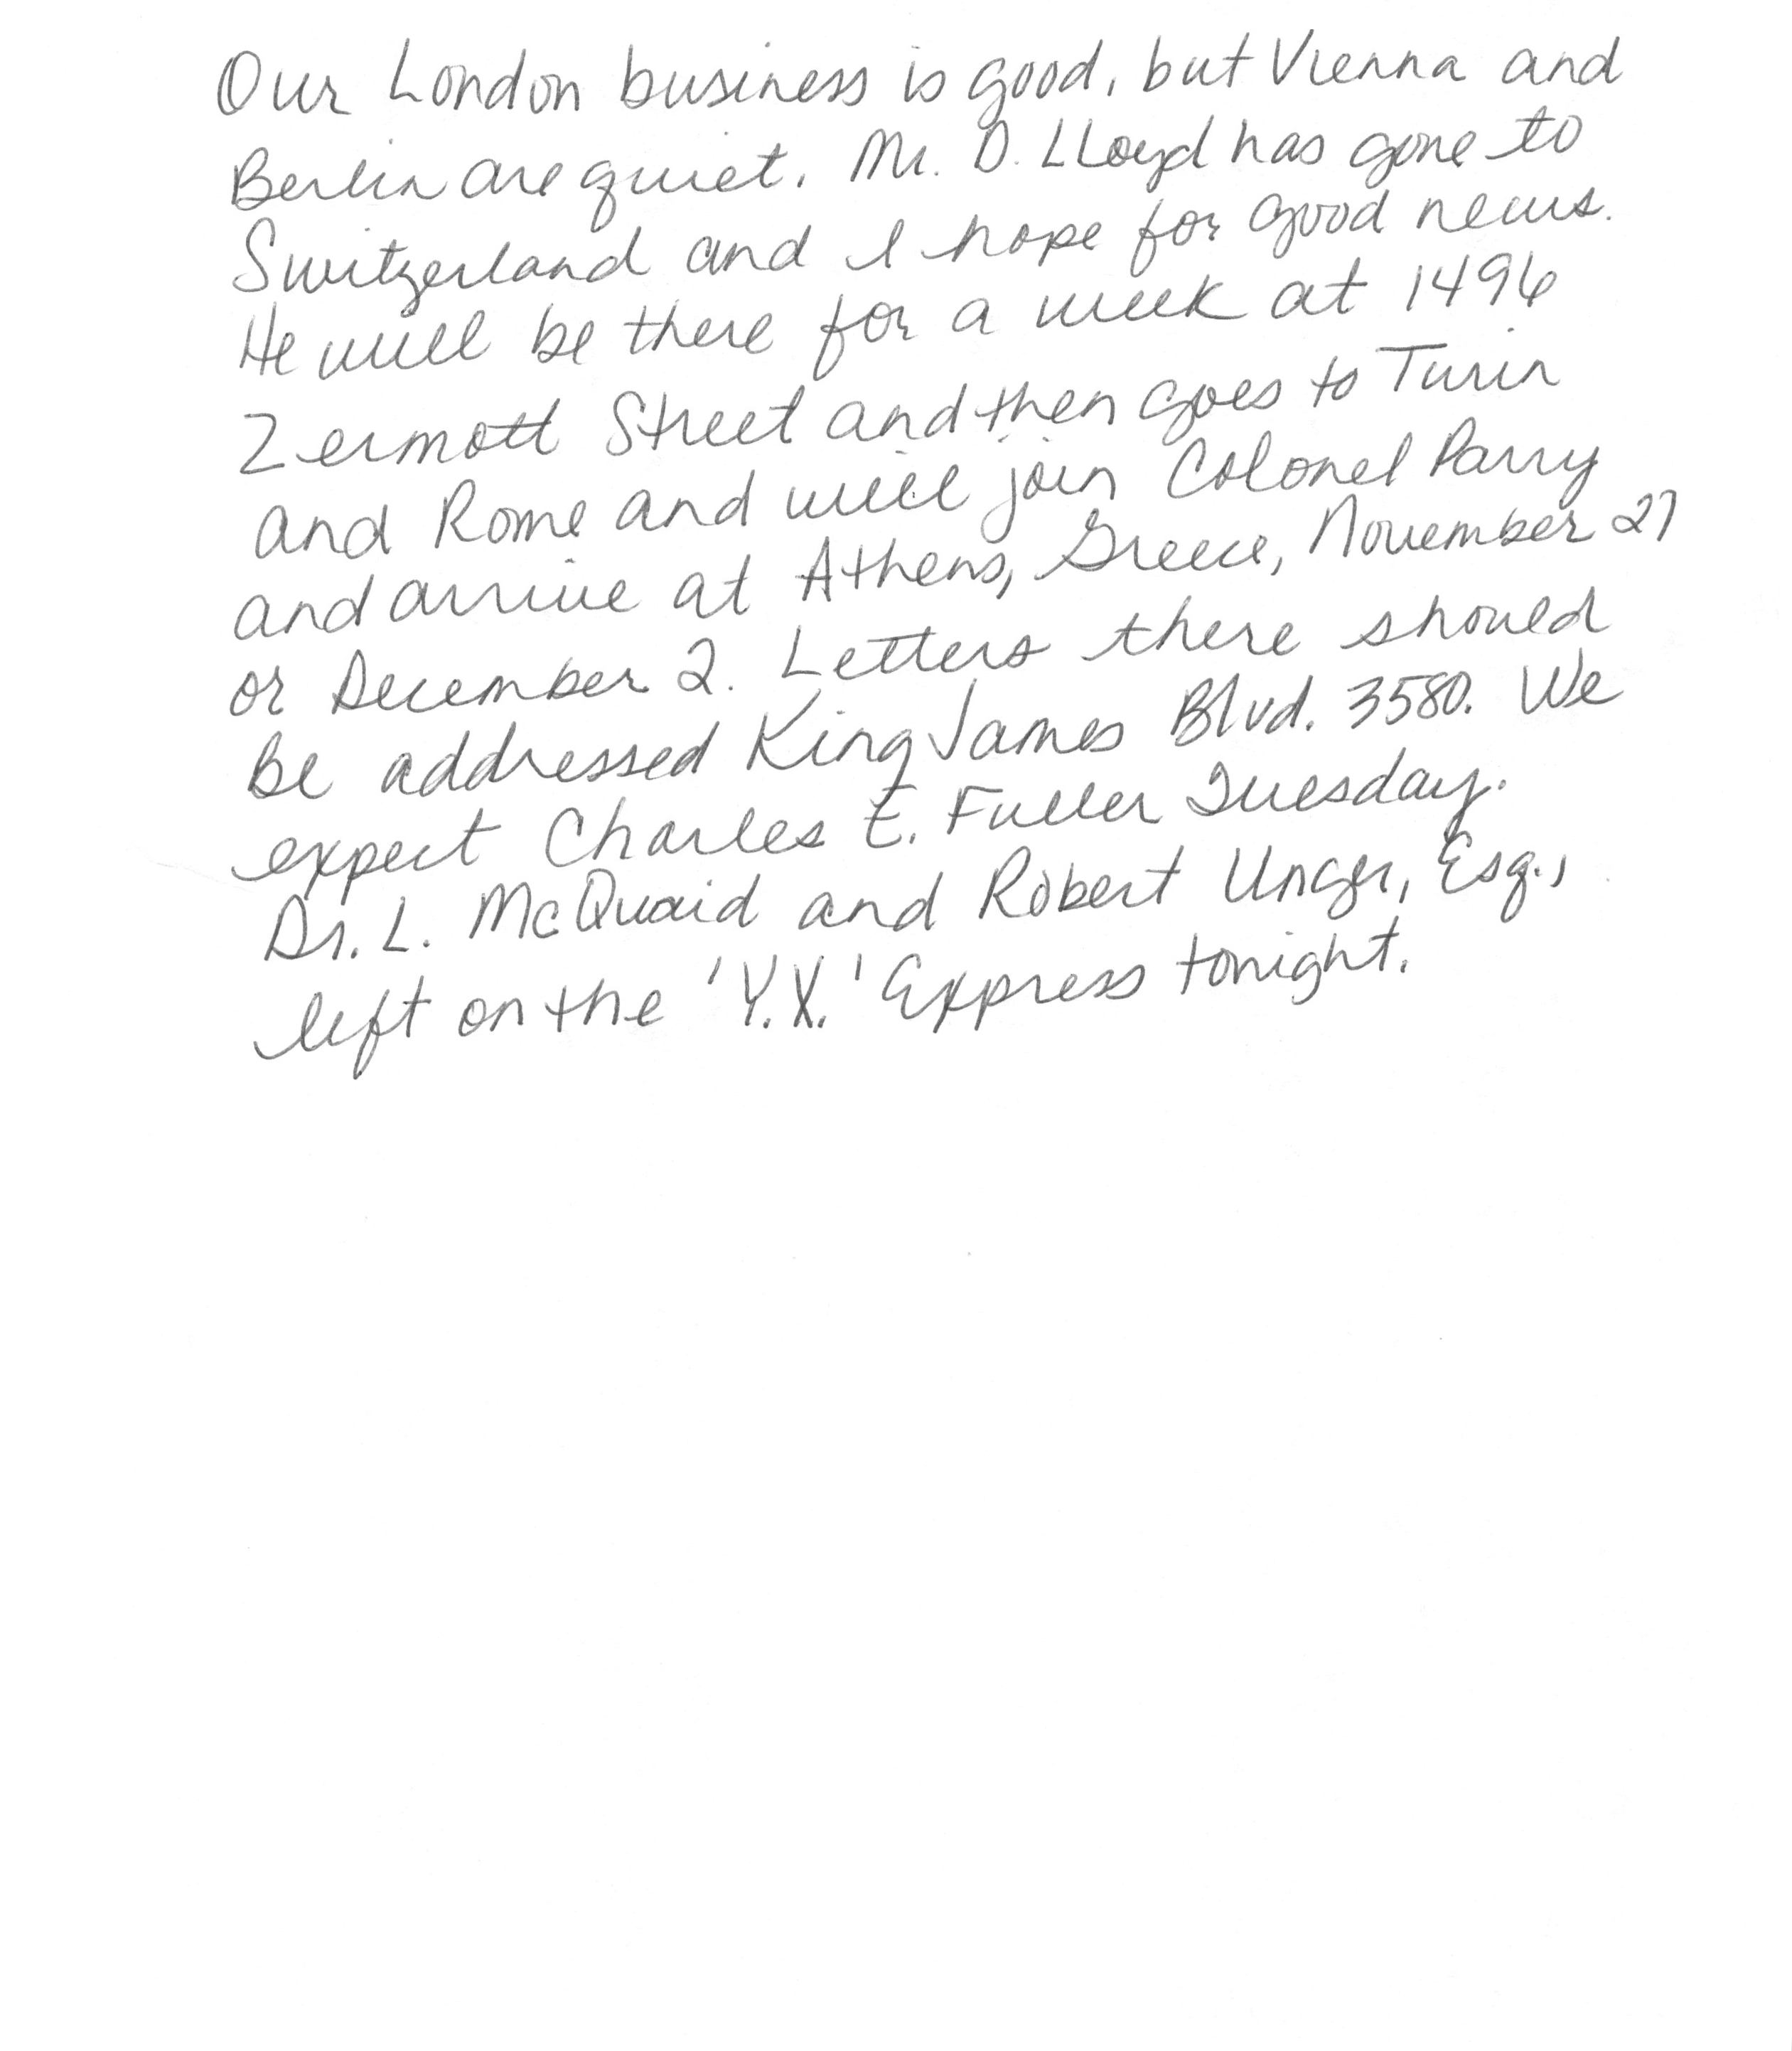 Our London business is good, but Vienna and
Berlin are quiet. Mr. D. LLoyd has gone to
Switzerland and I hope for good news.
He will be there for a week at 1496
Zermott Street and then goes to Turin
and Rome and will join Colonel Parry
and arrive at Athens, Greece, November 27
or December 2. Letters there should
be addressed King James Blvd. 3580. We
expect Charles E. Fuller Tuesday.
Dr. L. McQuaid and Robert Unger, Esq.,
left on the 'Y.X.' Express tonight.